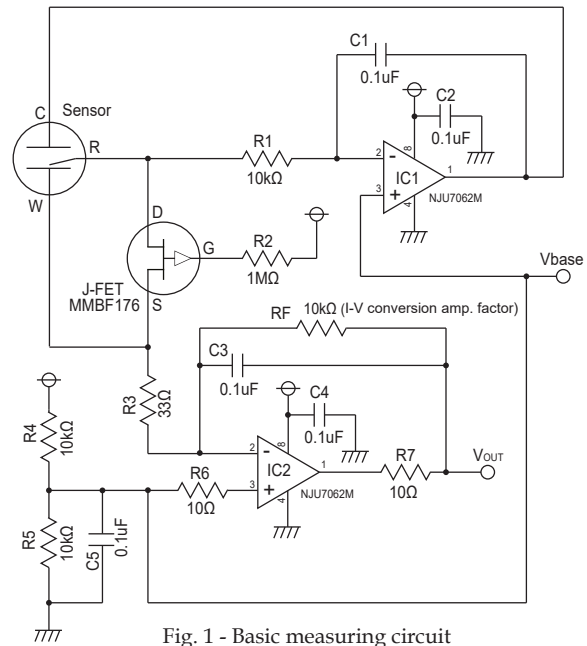 C1
0.1uF
C Sensor
C2
0.1uF
R
R1
10kΩ
8
2
-
IC1
1
3
+
NJU7062M
4
W
D
G
R2
1MΩ
J-FET
MMBF176
S
Vbase
RF
10kΩ (I-V conversion amp. factor)
C3
0.1uF
R3
33Ω
C4
0.1uF
R4
10kΩ
8
2
-
IC2
1
R7
10Ω
VOUT
R6
10Ω
3
+
NJU7062M
4
R5
10kΩ
C5
0.1uF
Fig. 1 - Basic measuring circuit